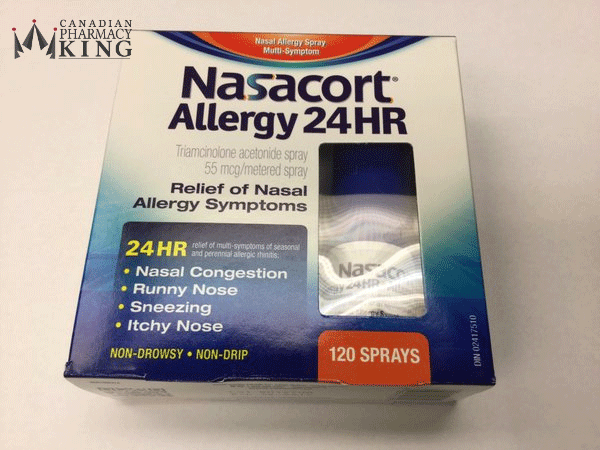 CANADIAN
PHARMACY
KING
Nasal Allergy Spray
Multi-Symptom
Nasacort®
Allergy 24HR
Triamcinolone acetonide spray
55 mcg/metered spray
Relief of Nasal
Allergy Symptoms
24HR relief of multi-symptoms of seasonal
and perennial allergic rhinitis:
• Nasal Congestion
• Runny Nose
• Sneezing
• Itchy Nose
NON-DROWSY • NON-DRIP
Nasacor
24HR
120 SPRAYS
DIN 02417510